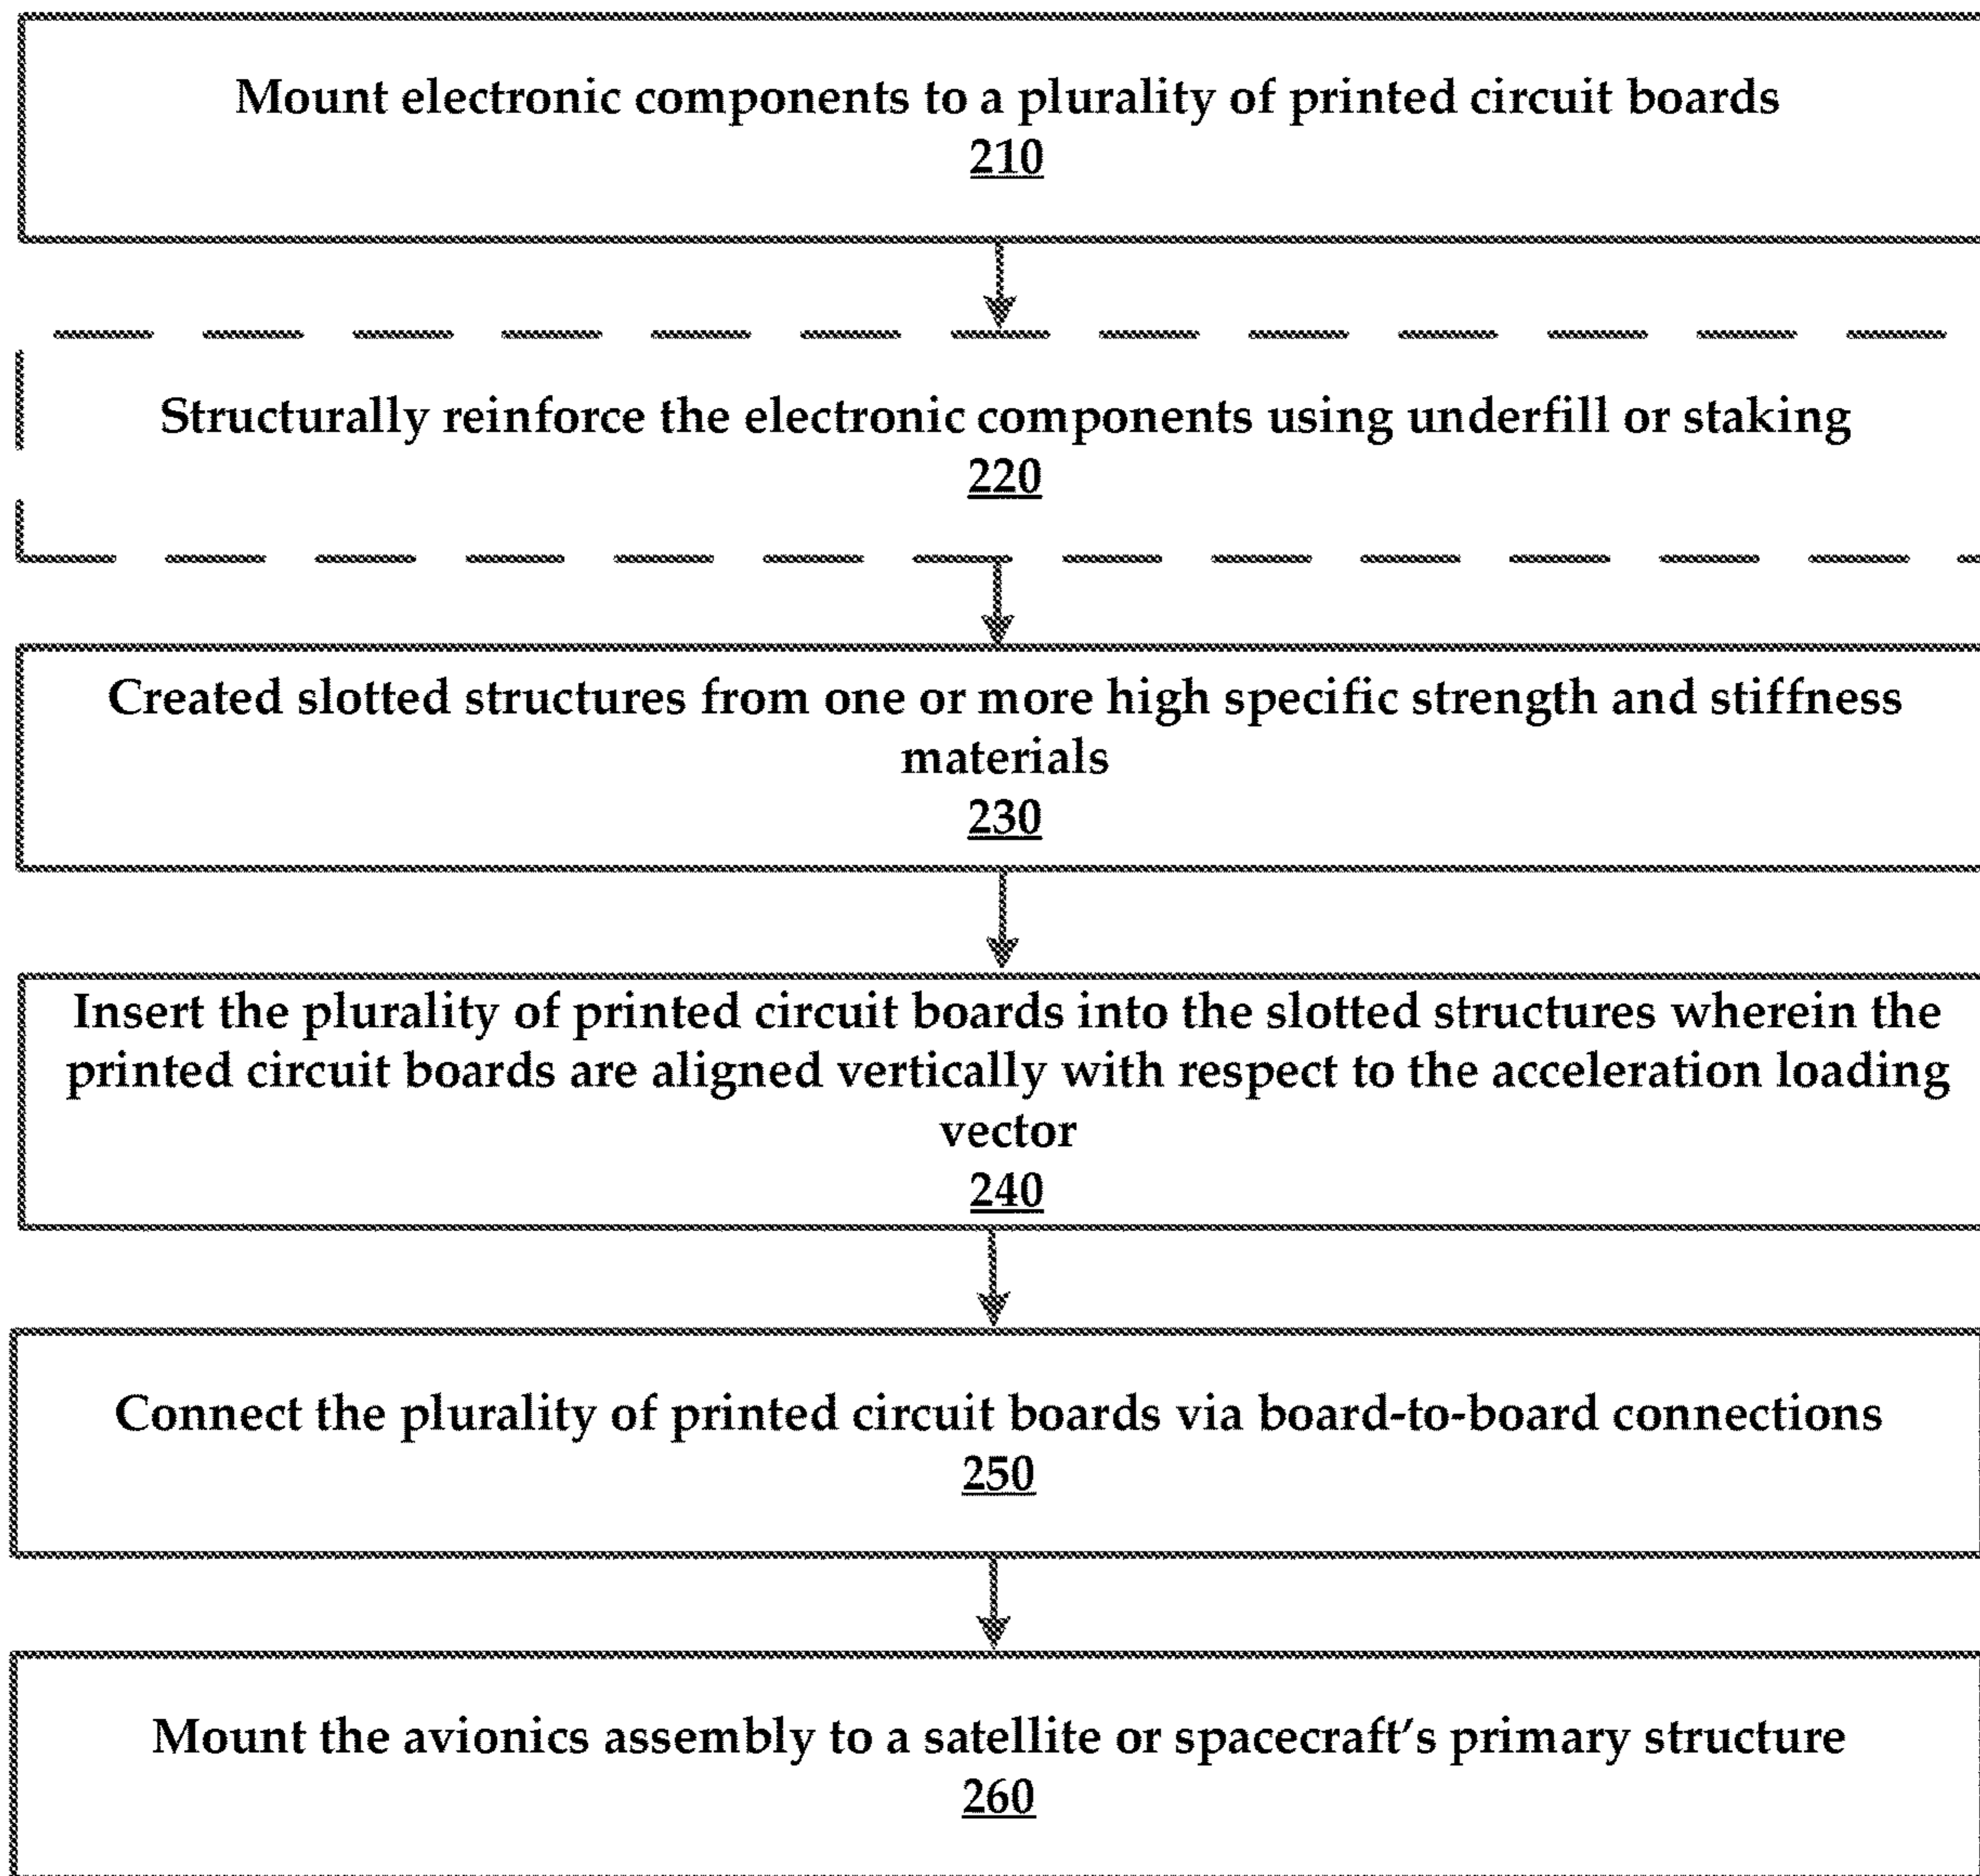 Mount electronic components to a plurality of printed circuit boards
210
Structurally reinforce the electronic components using underfill or staking
220
Created slotted structures from one or more high specific strength and stiffness
materials
230
Insert the plurality of printed circuit boards into the slotted structures wherein the
printed circuit boards are aligned vertically with respect to the acceleration loading
vector
240
Connect the plurality of printed circuit boards via board-to-board connections
250
Mount the avionics assembly to a satellite or spacecraft's primary structure
260